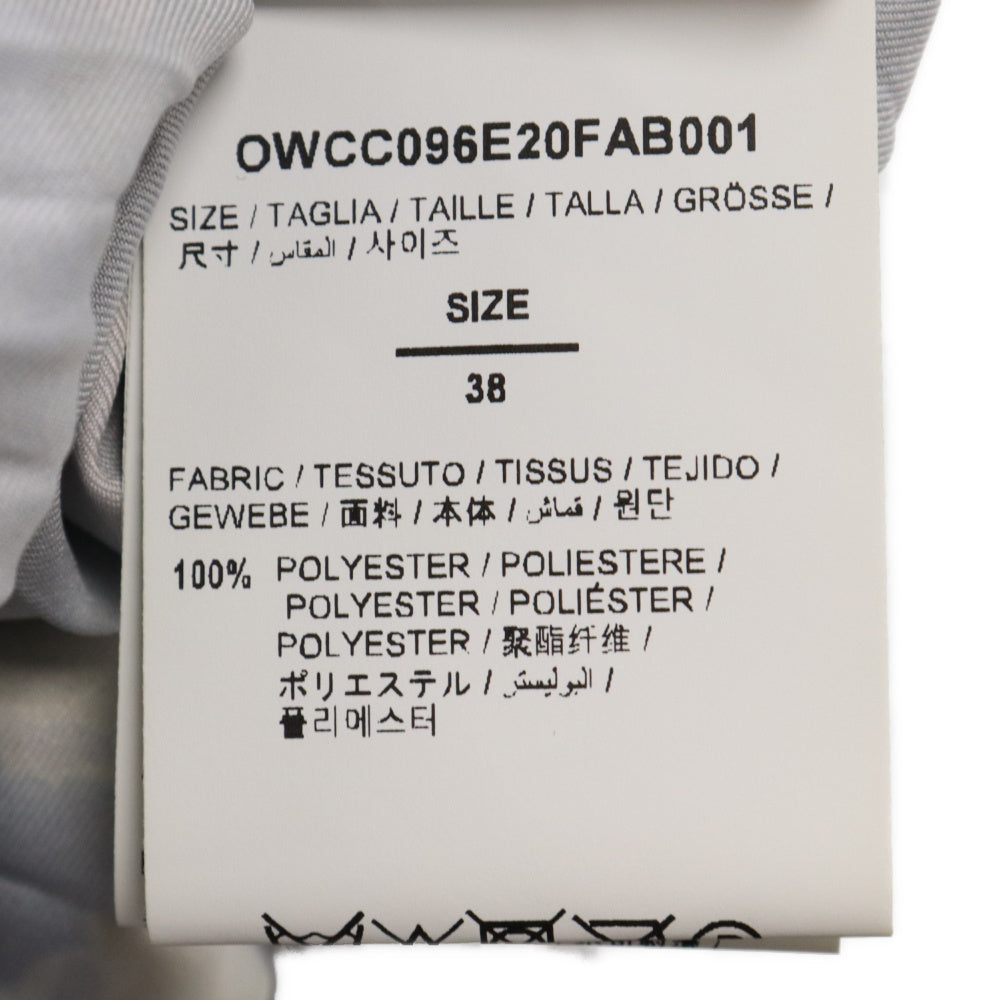 OWCC096E20FAB001
SIZE / TAGLIA / TAILLE / TALLA / GRÖSSE /
尺寸 / المقاس / 사이즈
SIZE
38
FABRIC / TESSUTO / TISSUS / TEJIDO /
GEWEBE / 面料 / 本体 / قماش / 원단
100% POLYESTER / POLIESTERE /
POLYESTER / POLIÉSTER /
POLYESTER / 聚酯纤维 /
ポリエステル / البوليستر /
폴리에스터